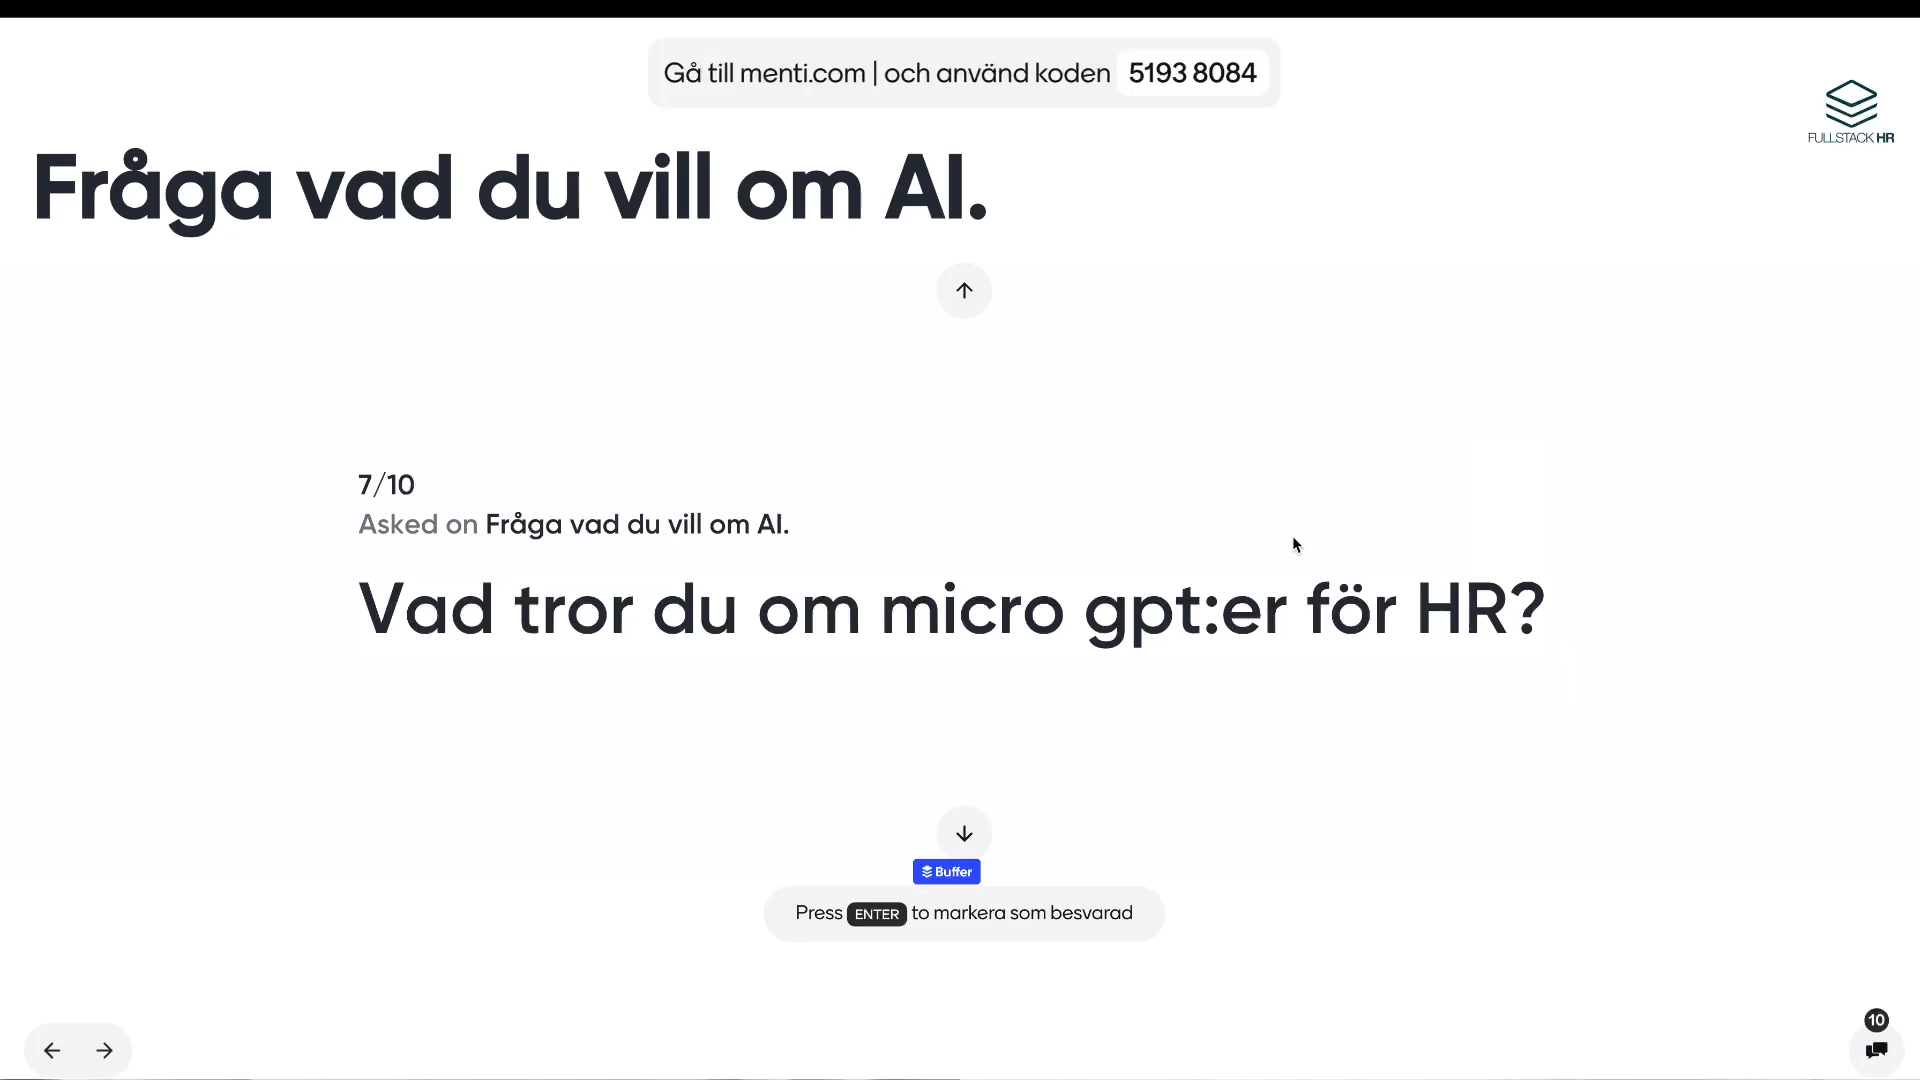 Gå till menti.com | och använd koden 5193 8084
FULLSTACK HR
Fråga vad du vill om AI.
7/10
Asked on Fråga vad du vill om AI.
Vad tror du om micro gpt:er för HR?
Buffer
Press ENTER to markera som besvarad
10